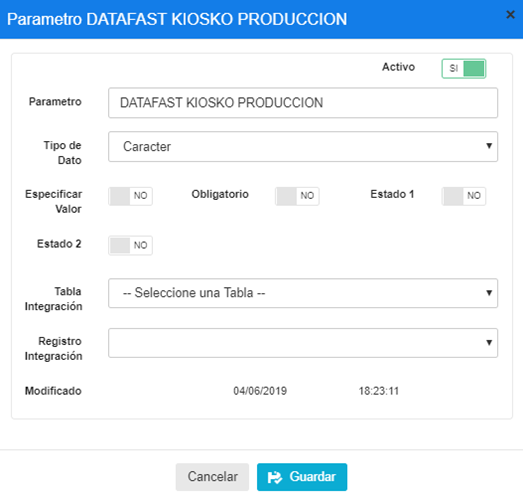 Parametro DATAFAST KIOSKO PRODUCCION ×
Activo SI
Parametro DATAFAST KIOSKO PRODUCCION
Tipo de Dato Caracter
Especificar Valor NO Obligatorio NO Estado 1 NO
Estado 2 NO
Tabla Integración -- Seleccione una Tabla --
Registro Integración
Modificado 04/06/2019 18:23:11
Cancelar Guardar